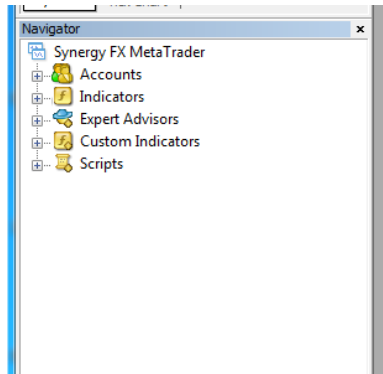 Navigator
Synergy FX MetaTrader
Accounts
Indicators
Expert Advisors
Custom Indicators
Scripts